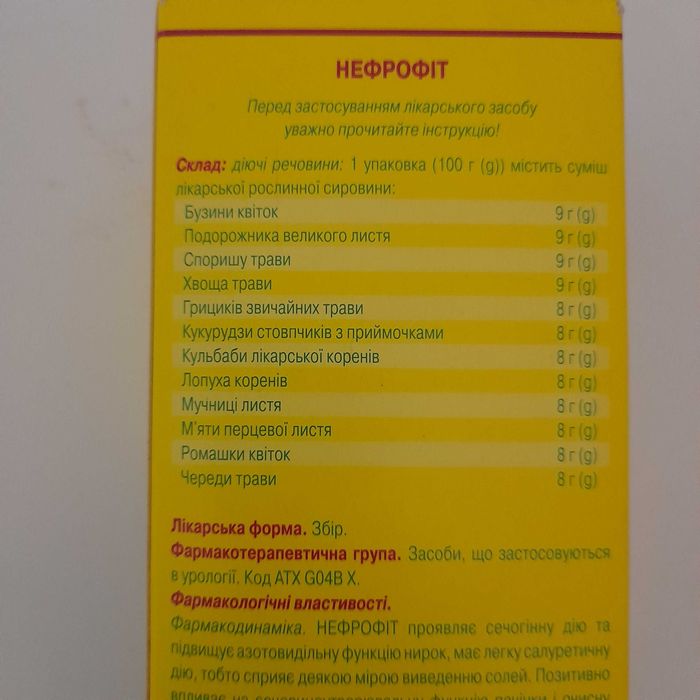 НЕФРОФІТ
Перед застосуванням лікарського засобу
уважно прочитайте інструкцію!
Склад: діючі речовини: 1 упаковка (100 г (g)) містить суміш
лікарської рослинної сировини:
Бузини квіток 9 г (g)
Подорожника великого листя 9 г (g)
Споришу трави 9 г (g)
Хвоща трави 9 г (g)
Грициків звичайних трави 8 г (g)
Кукурудзи стовпчиків з приймочками 8 г (g)
Кульбаби лікарської коренів 8 г (g)
Лопуха коренів 8 г (g)
Мучниці листя 8 г (g)
М'яти перцевої листя 8 г (g)
Ромашки квіток 8 г (g)
Череди трави 8 г (g)
Лікарська форма. Збір.
Фармакотерапевтична група. Засоби, що застосовуються
в урології. Код АТХ G04B X.
Фармакологічні властивості.
Фармакодинаміка. НЕФРОФІТ проявляє сечогінну дію та
підвищує азотовидільну функцію нирок, має легку салуретичну
дію, тобто сприяє деякою мірою виведенню солей. Позитивно
впливає на